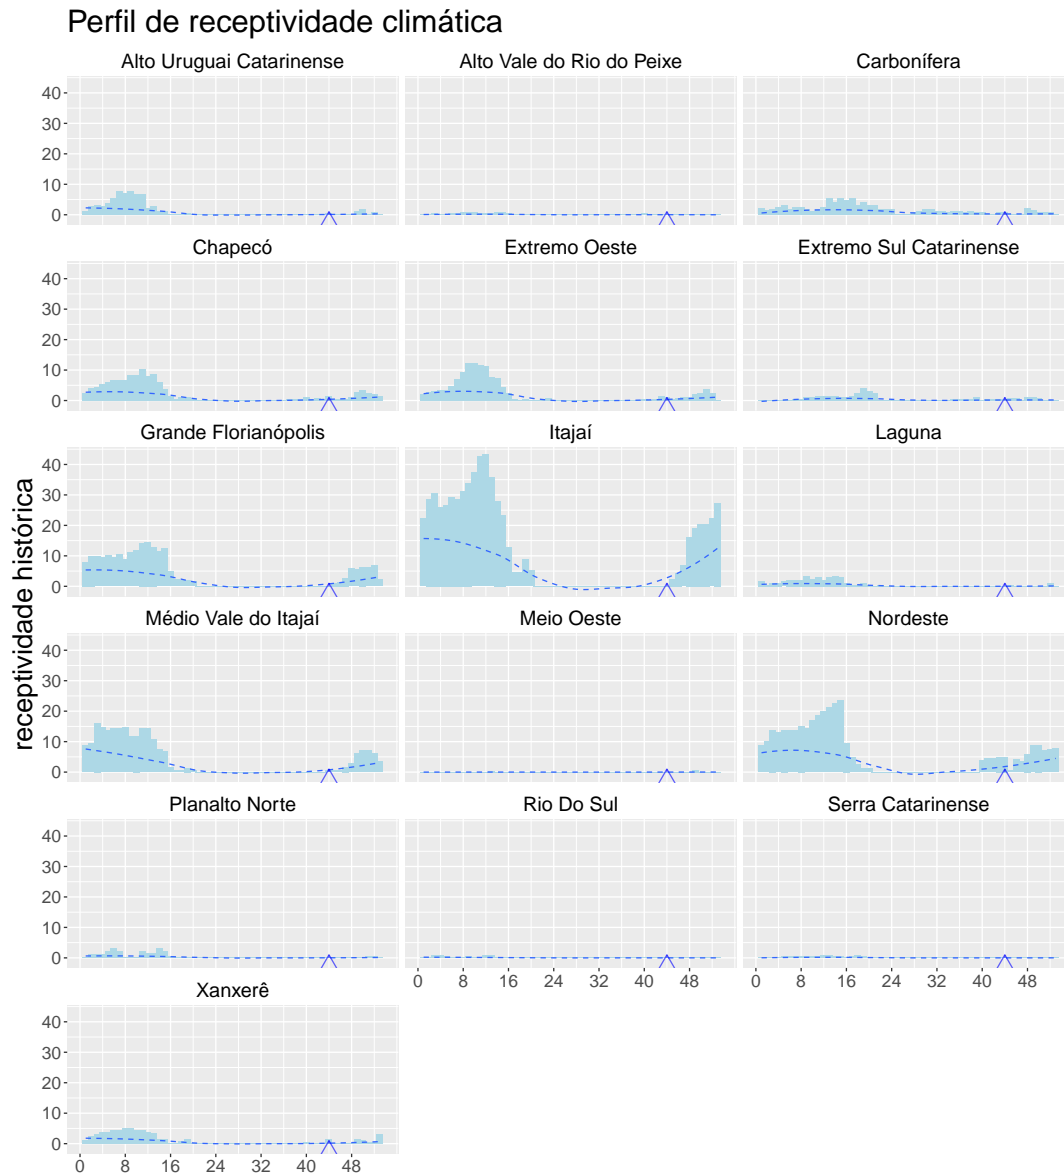 Perfil de receptividade climática
Alto Uruguai Catarinense
Alto Vale do Rio do Peixe
Carbonífera
40
30
20
10
0
Chapecó
Extremo Oeste
Extremo Sul Catarinense
40
30
20
10
0
Grande Florianópolis
Itajaí
Laguna
40
30
20
10
0
receptividade histórica
Médio Vale do Itajaí
Meio Oeste
Nordeste
40
30
20
10
0
Planalto Norte
Rio Do Sul
Serra Catarinense
40
30
20
10
0
0 8 16 24 32 40 48
0 8 16 24 32 40 48
Xanxerê
40
30
20
10
0
0 8 16 24 32 40 48